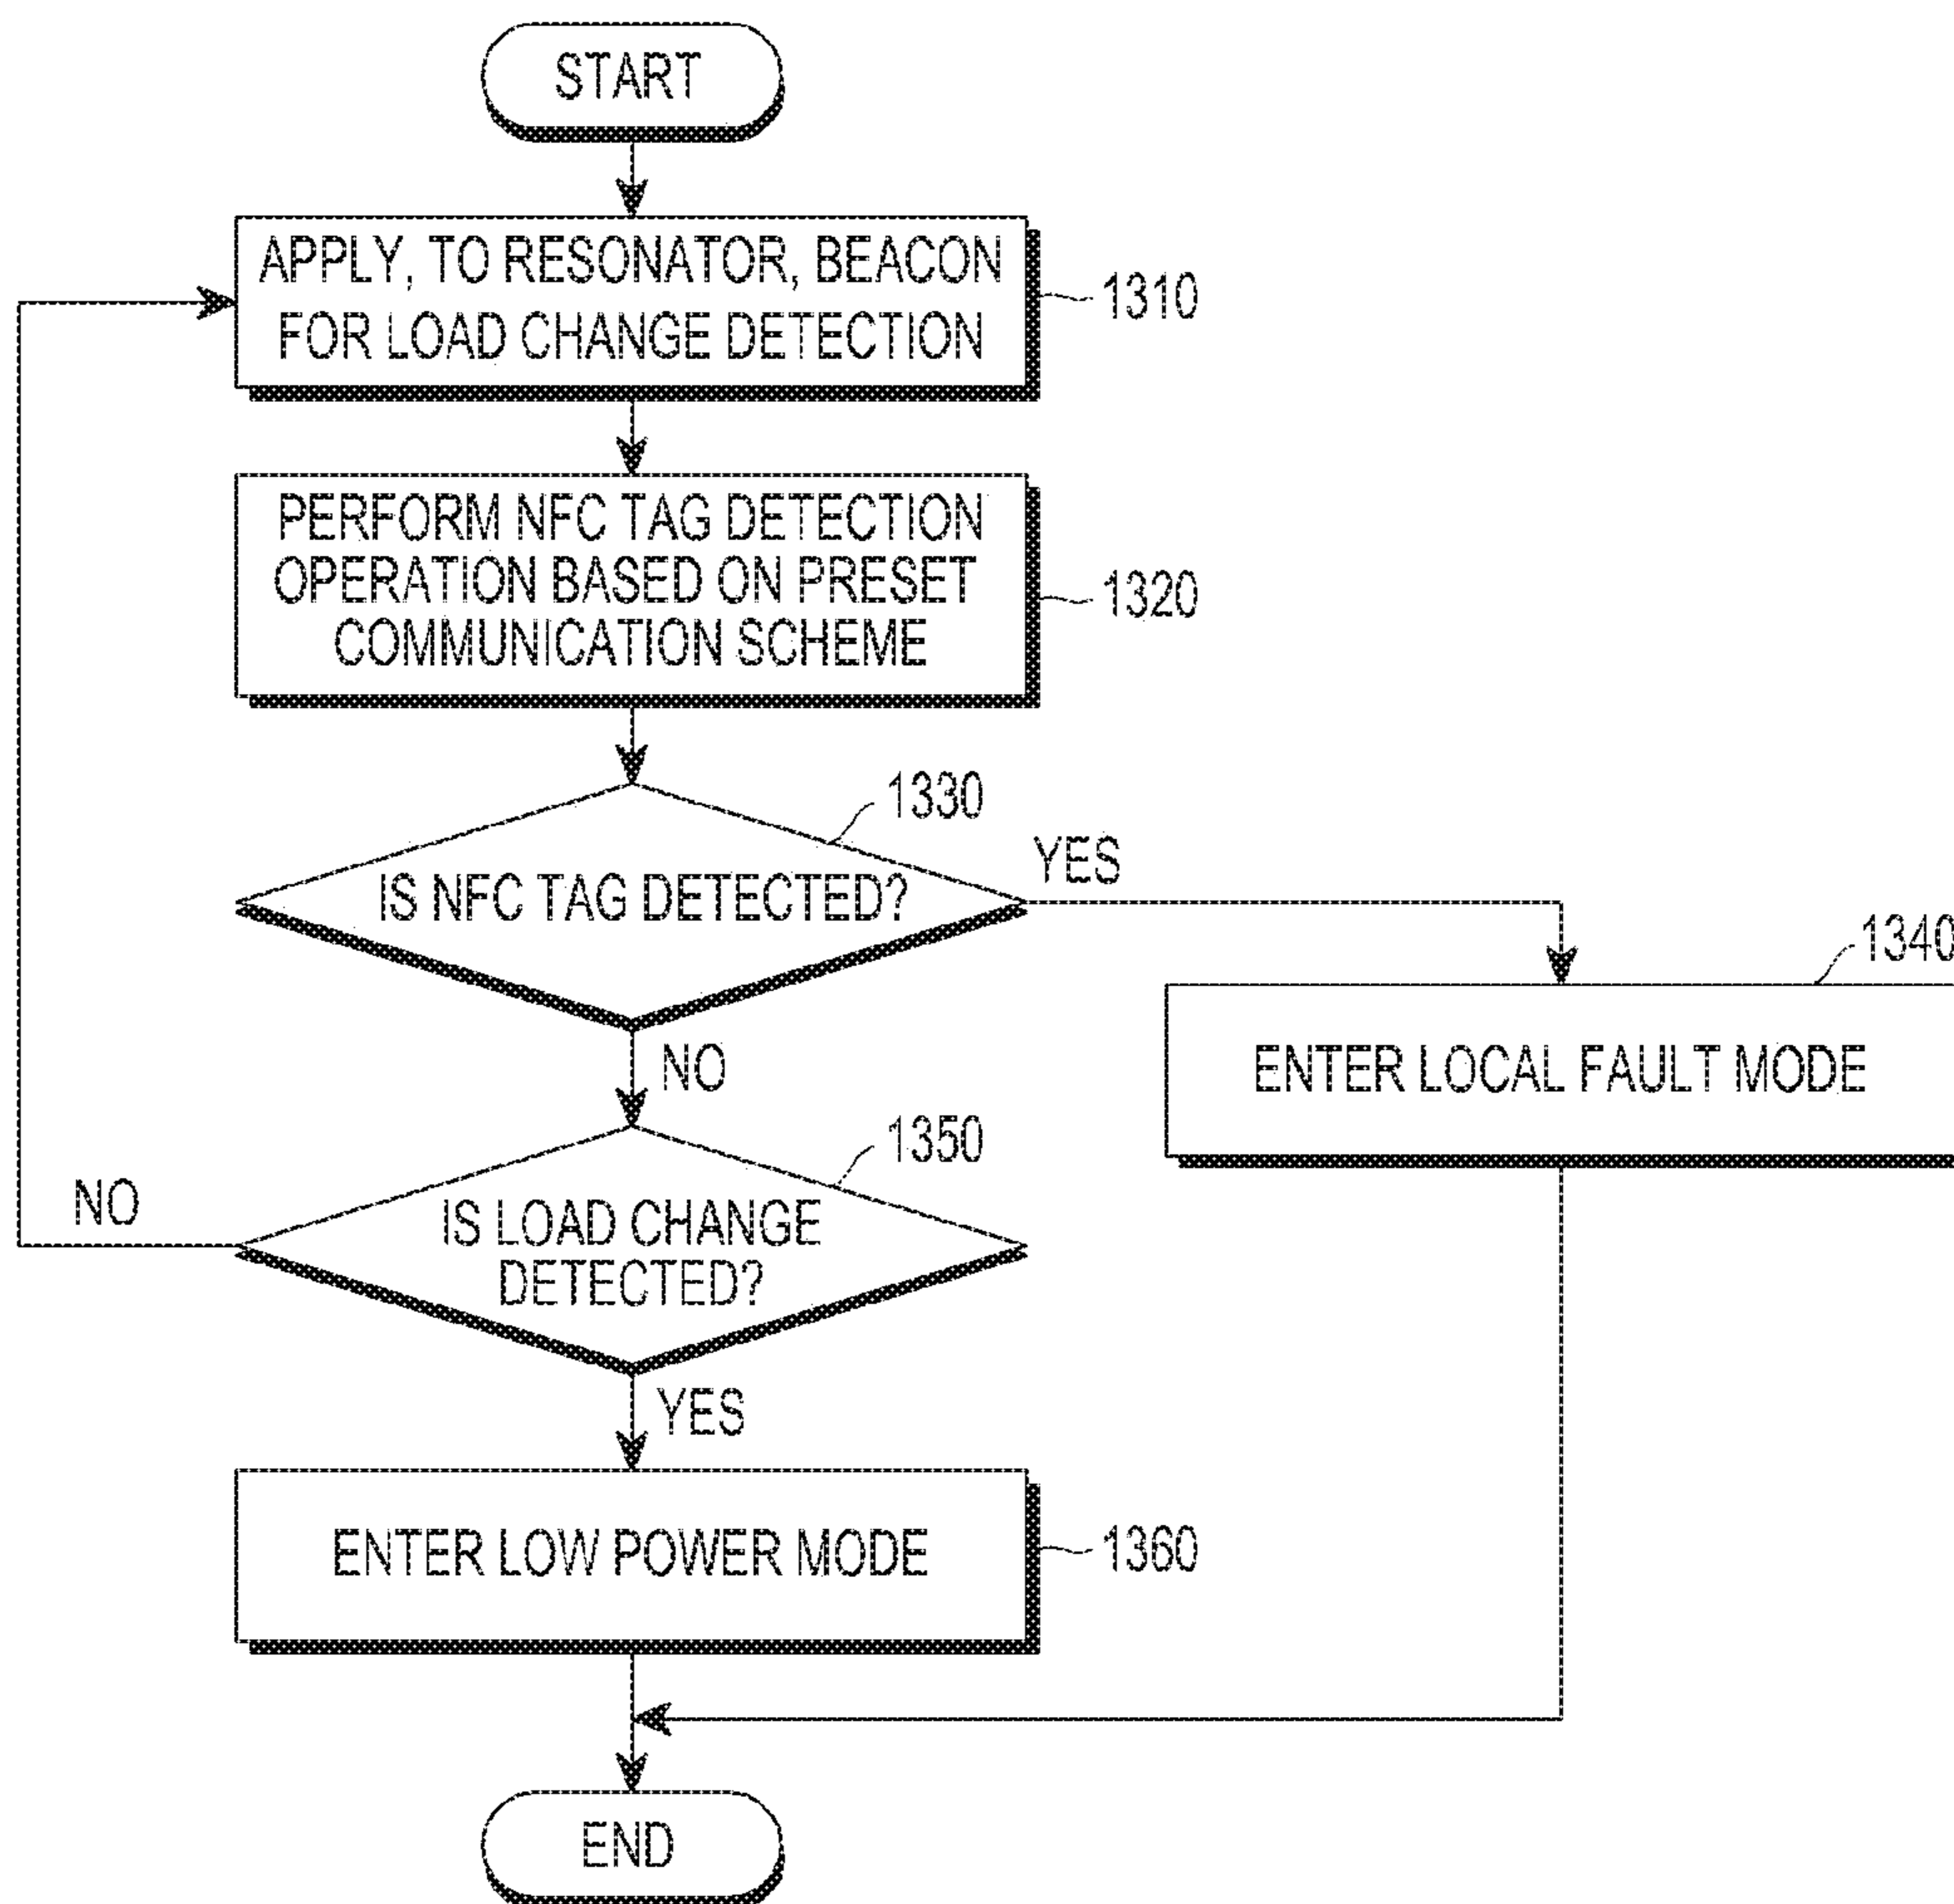 START
APPLY, TO RESONATOR, BEACON
FOR LOAD CHANGE DETECTION
1310
PERFORM NFC TAG DETECTION
OPERATION BASED ON PRESET
COMMUNICATION SCHEME
1320
1330
IS NFC TAG DETECTED?
YES
1340
ENTER LOCAL FAULT MODE
NO
1350
IS LOAD CHANGE
DETECTED?
NO
YES
ENTER LOW POWER MODE
1360
END